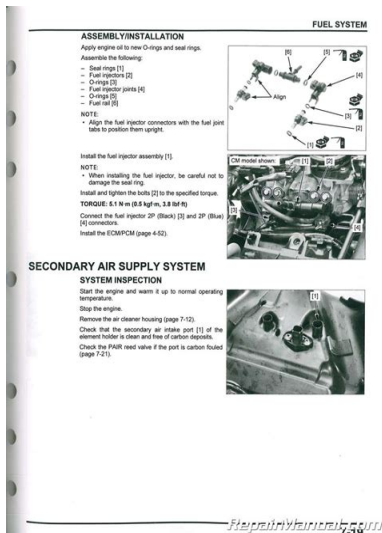 FUEL SYSTEM
ASSEMBLY/INSTALLATION
Apply engine oil to new O-rings and seal rings.
Assemble the following:
– Seal rings [1]
– Fuel injectors [2]
– O-rings [3]
– Fuel injector joints [4]
– O-rings [5]
– Fuel rail [6]
NOTE:
• Align the fuel injector connectors with the fuel joint
tabs to position them upright.
[6]
[5]
[4]
Align
[3]
[2]
[1]
Install the fuel injector assembly [1].
NOTE:
• When installing the fuel injector, be careful not to
damage the seal ring.
Install and tighten the bolts [2] to the specified torque.
TORQUE: 5.1 N·m (0.5 kgf·m, 3.8 lbf·ft)
Connect the fuel injector 2P (Black) [3] and 2P (Blue)
[4] connectors.
Install the ECM/PCM (page 4-52).
CM model shown:
[1]
[2]
[3]
[4]
SECONDARY AIR SUPPLY SYSTEM
SYSTEM INSPECTION
Start the engine and warm it up to normal operating
temperature.
Stop the engine.
Remove the air cleaner housing (page 7-12).
Check that the secondary air intake port [1] of the
element holder is clean and free of carbon deposits.
Check the PAIR reed valve if the port is carbon fouled
(page 7-21).
[1]
RepairManual.com
7-19